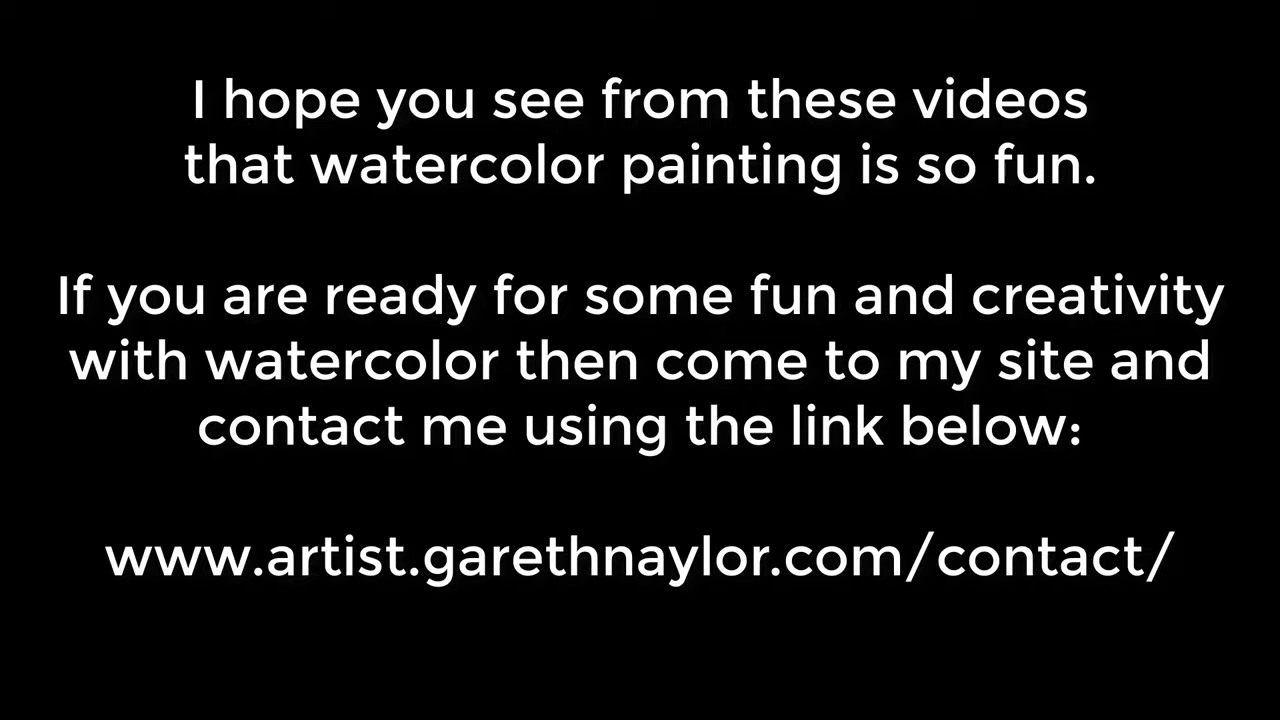 I hope you see from these videos
that watercolor painting is so fun.
If you are ready for some fun and creativity
with watercolor then come to my site and
contact me using the link below:
www.artist.garethnaylor.com/contact/